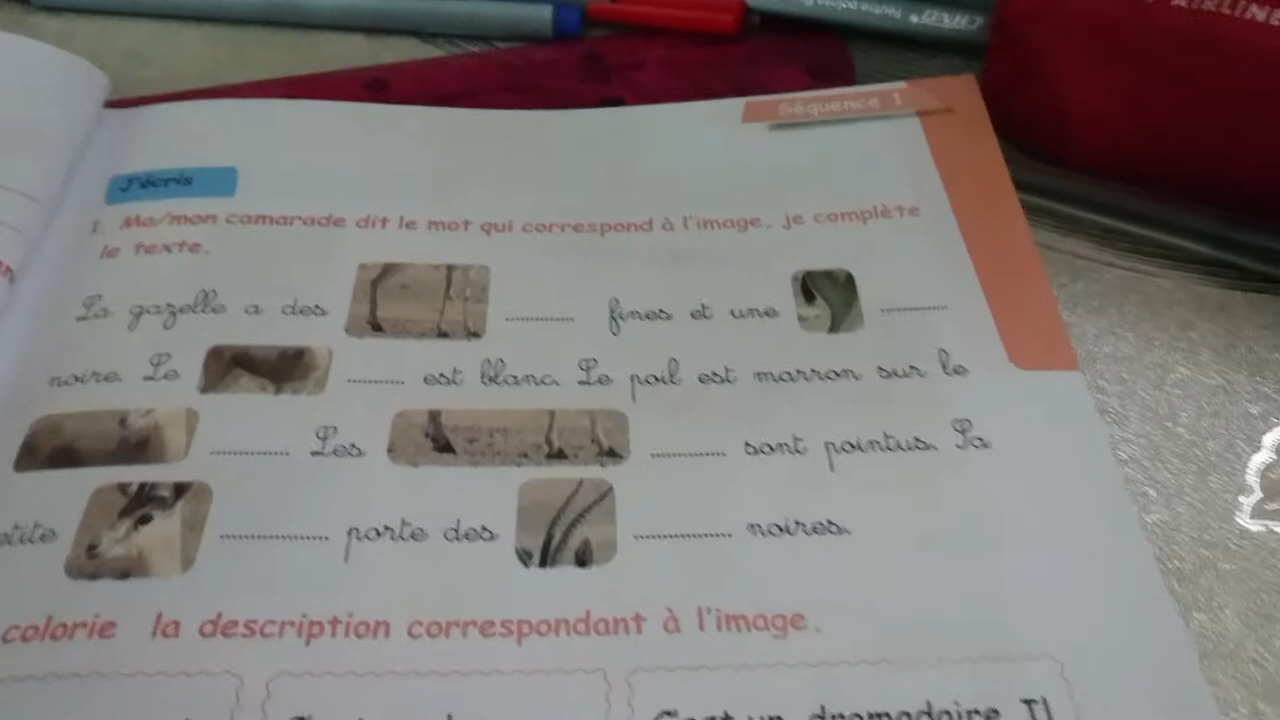 Séquence 1
J'écris
1. Ma/mon camarade dit le mot qui correspond à l'image, je complète
le texte.
La gazelle a des .............. fines et une ..............
noire. Le .............. est blanc. Le poil est marron sur le
.............. Les .............. sont pointus. Sa
etite .............. porte des .............. noires.
colorie la description correspondant à l'image.
C'est un dromadaire. Il